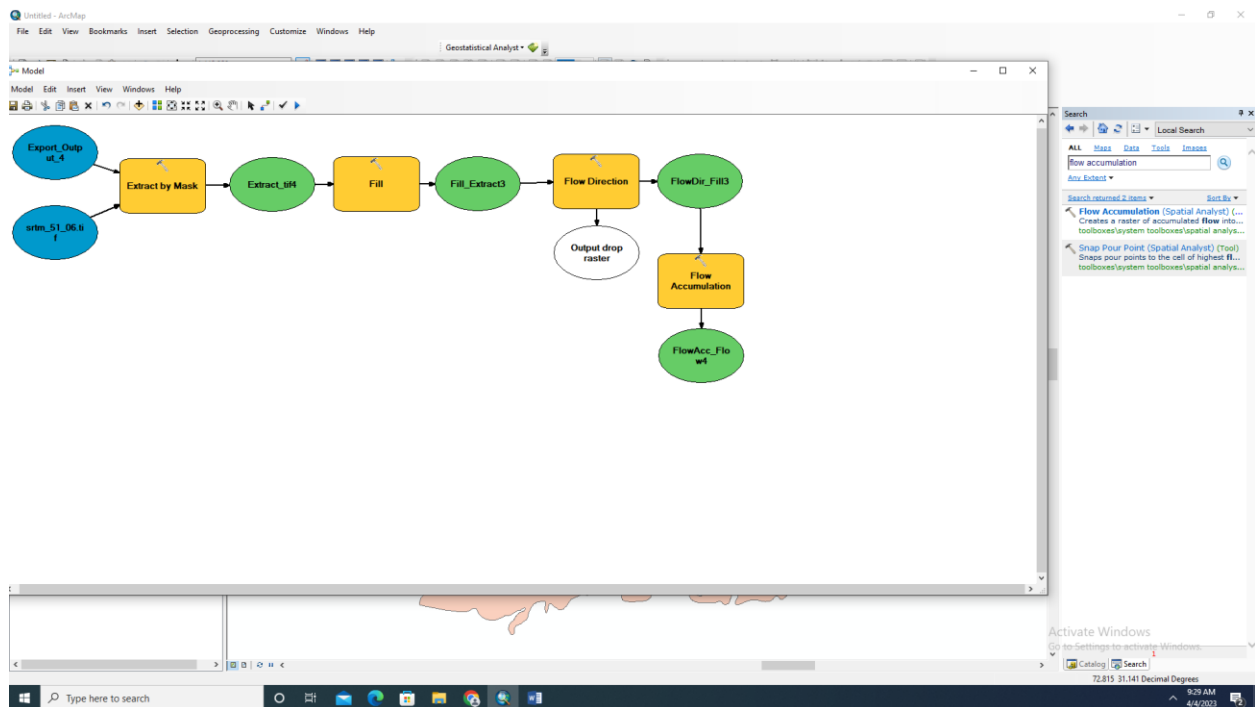 Untitled - ArcMap
File Edit View Bookmarks Insert Selection Geoprocessing Customize Windows Help
Geostatistical Analyst
Model
Model Edit Insert View Windows Help
Export_Outp
ut_4
srtm_51_06.ti
f
Extract by Mask
Extract_tif4
Fill
Fill_Extract3
Flow Direction
FlowDir_Fill3
Output drop
raster
Flow
Accumulation
FlowAcc_Flo
w4
Search
Local Search
ALL Maps Data Tools Images
flow accumulation
Any Extent
Search returned 2 items Sort By
Flow Accumulation (Spatial Analyst) (...
Creates a raster of accumulated flow into...
toolboxes\system toolboxes\spatial analys...
Snap Pour Point (Spatial Analyst) (Tool)
Snaps pour points to the cell of highest fl...
toolboxes\system toolboxes\spatial analys...
Activate Windows
Go to Settings to activate Windows.
1
Catalog Search
72.815 31.141 Decimal Degrees
Type here to search
9:29 AM
4/4/2023
2